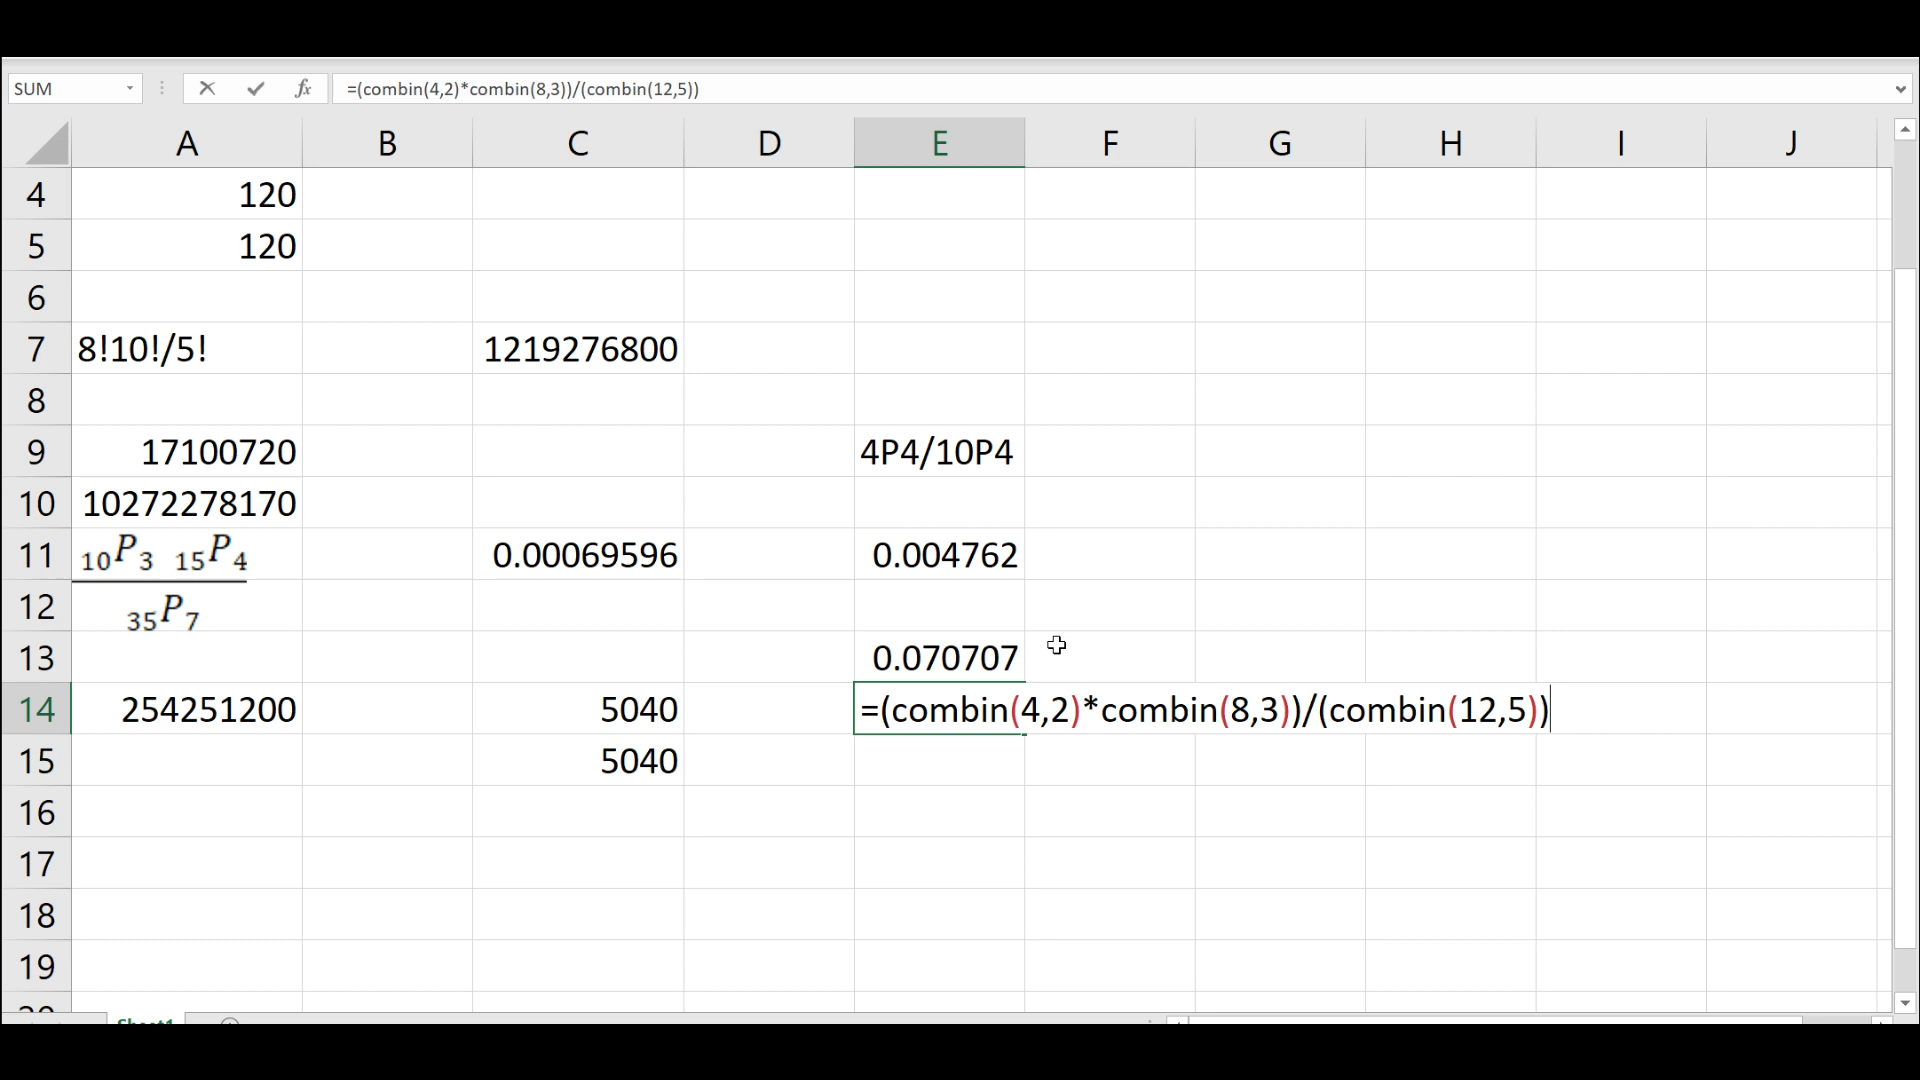 SUM fx =(combin(4,2)*combin(8,3))/(combin(12,5))
A B C D E F G H I J
4 120
5 120
6
7 8!10!/5! 1219276800
8
9 17100720 4P4/10P4
10 10272278170
11 10P3 15P4 0.00069596 0.004762
12 35P7
13 0.070707
14 254251200 5040 =(combin(4,2)*combin(8,3))/(combin(12,5))
15 5040
16
17
18
19
20
Sheet1